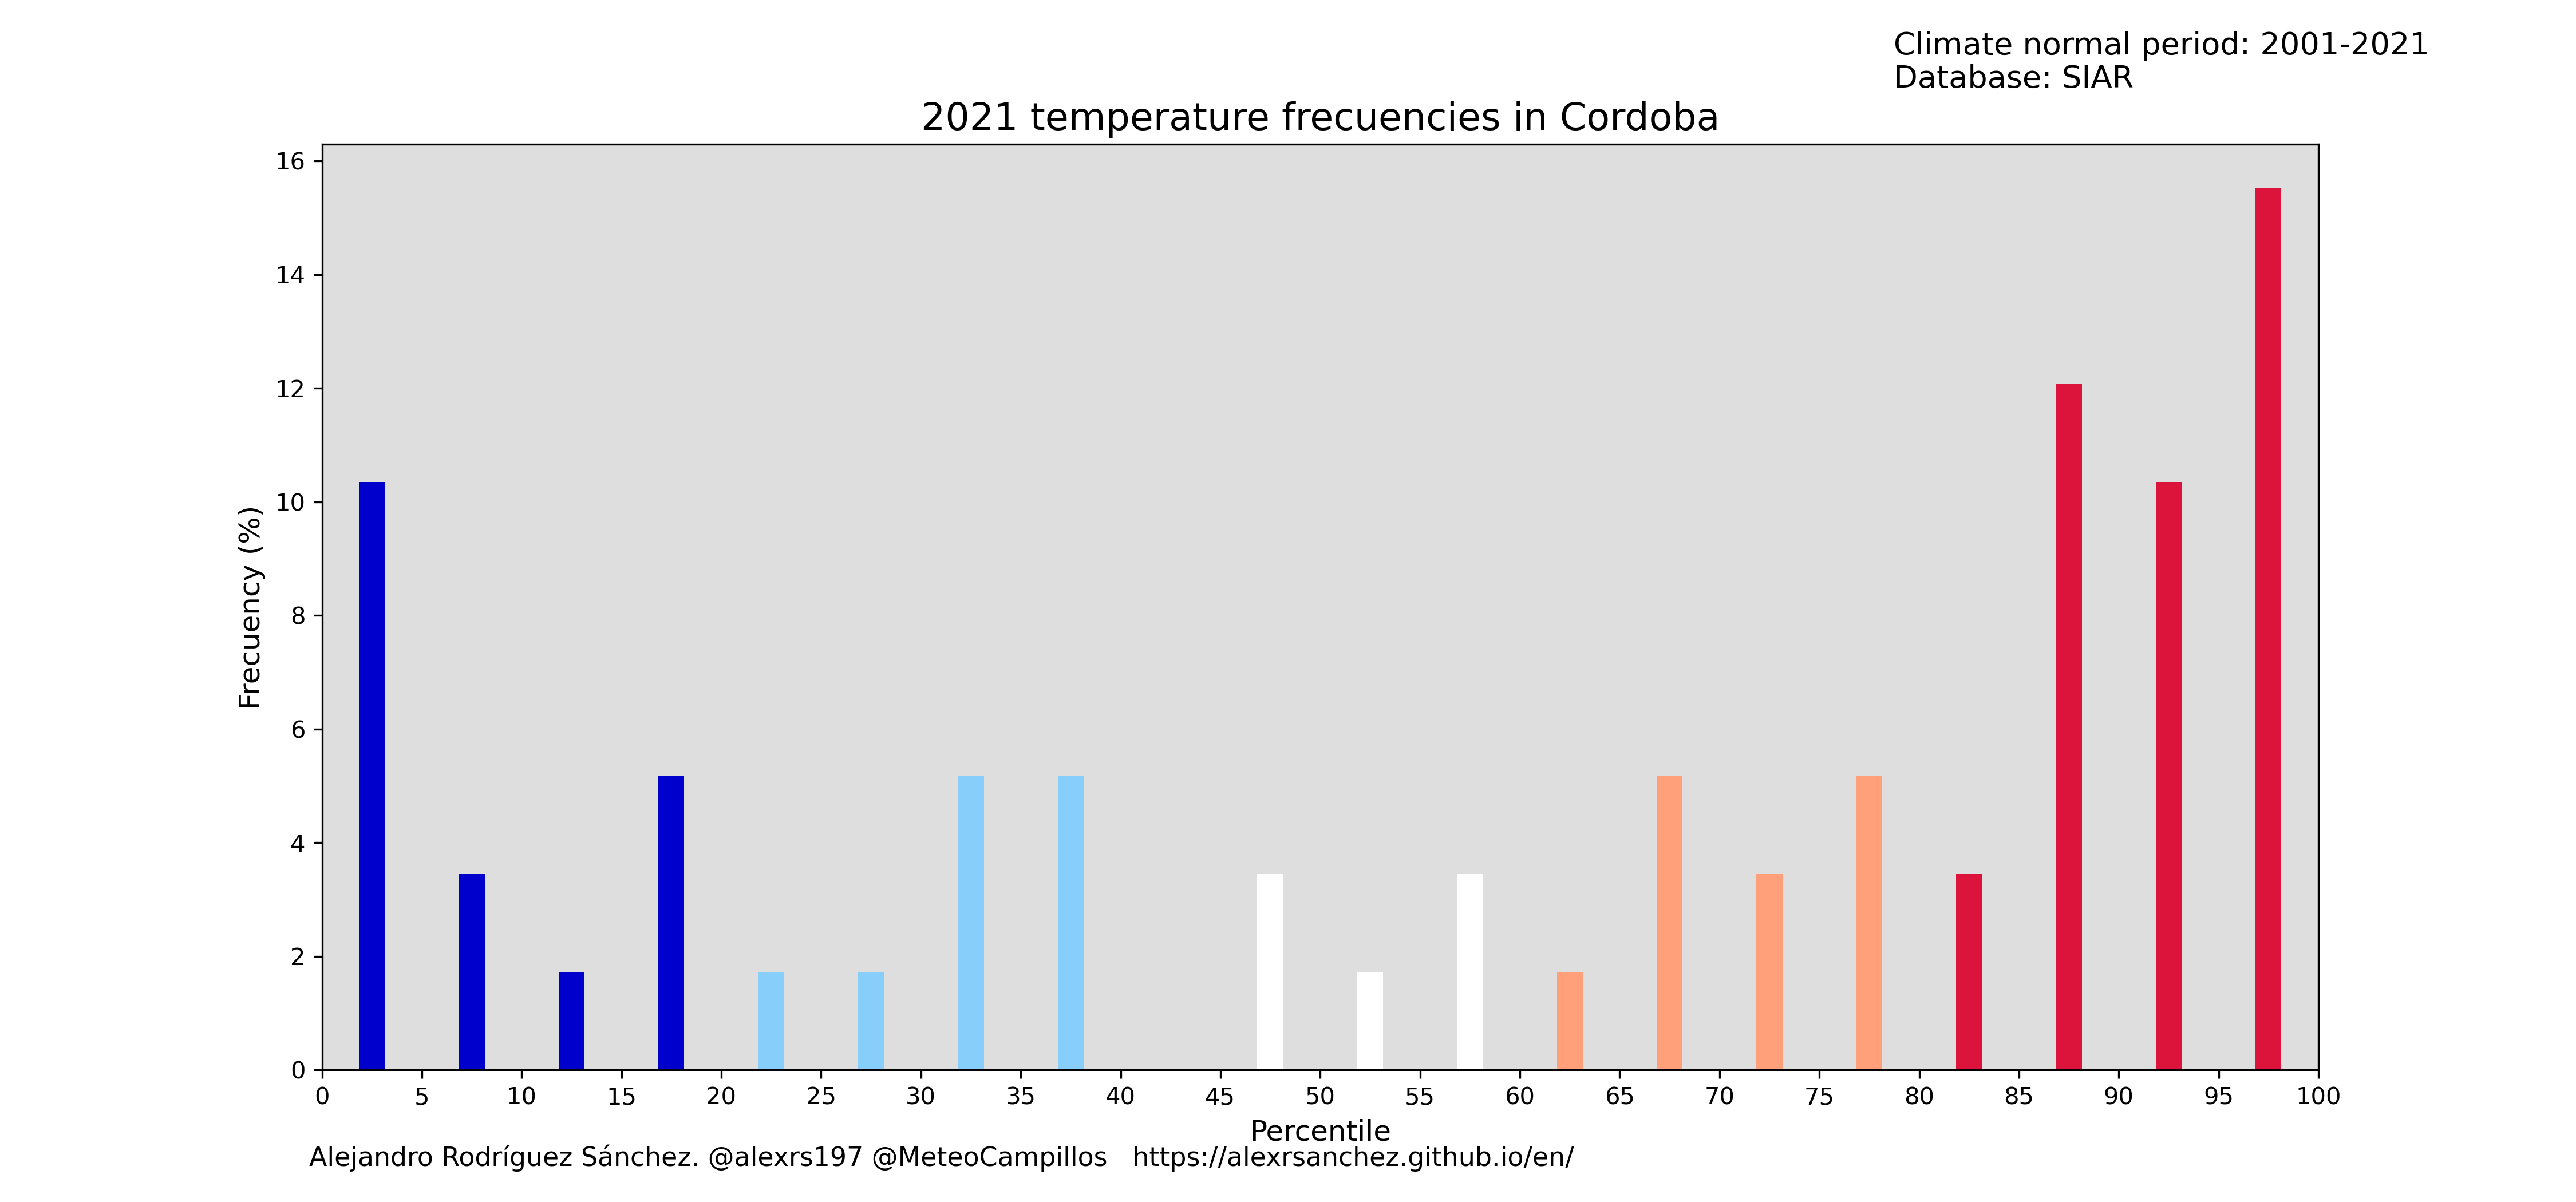 Climate normal period: 2001-2021
Database: SIAR
2021 temperature frecuencies in Cordoba
16
14
12
10
8
6
4
2
0
Frecuency (%)
0 5 10 15 20 25 30 35 40 45 50 55 60 65 70 75 80 85 90 95 100
Percentile
Alejandro Rodríguez Sánchez. @alexrs197 @MeteoCampillos https://alexrsanchez.github.io/en/